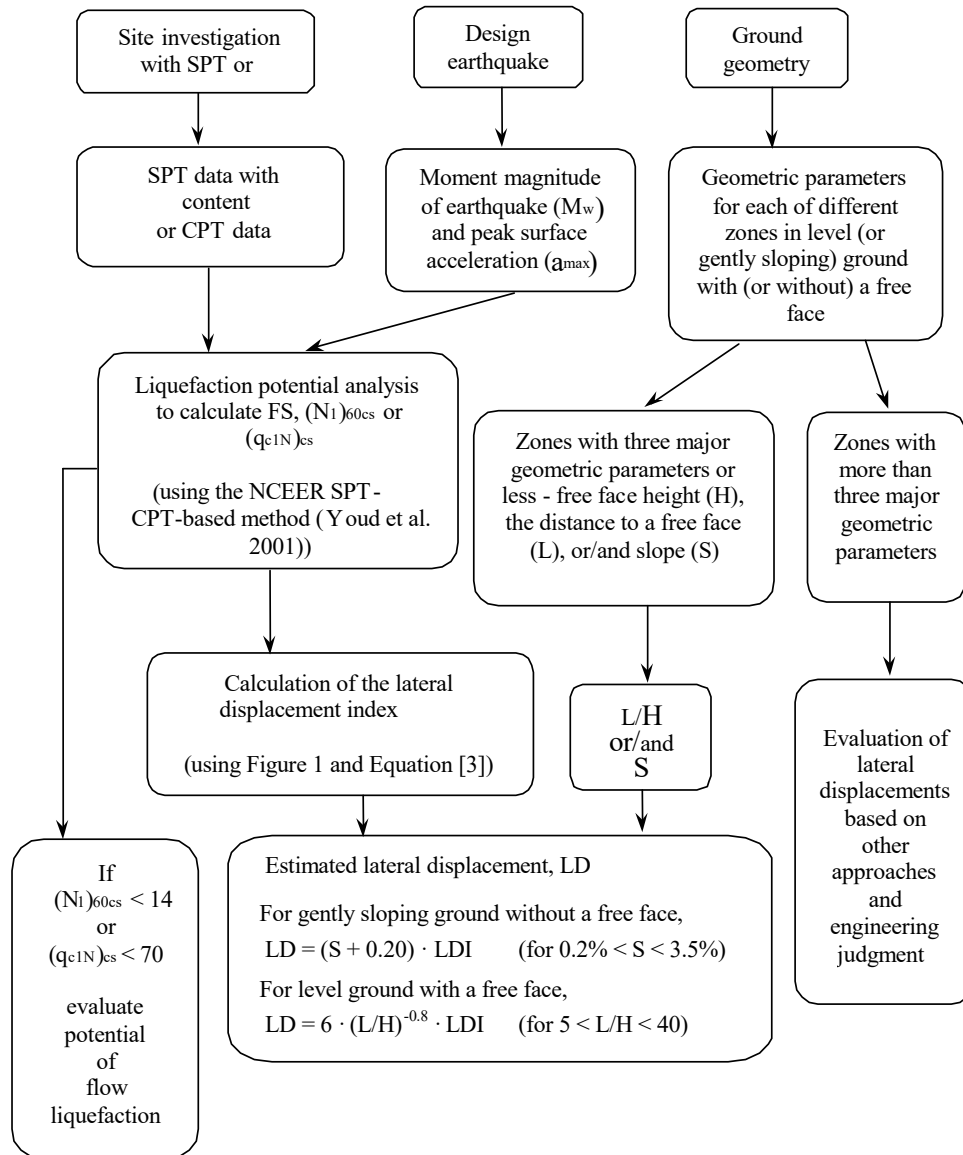 Site investigation
with SPT or
Design
earthquake
Ground
geometry
SPT data with
content
or CPT data
Moment magnitude
of earthquake (Mw)
and peak surface
acceleration (amax)
Geometric parameters
for each of different
zones in level (or
gently sloping) ground
with (or without) a free
face
Liquefaction potential analysis
to calculate FS, (N1)60cs or
(qc1N)cs
(using the NCEER SPT-
CPT-based method (Youd et al.
2001))
Zones with three major
geometric parameters or
less - free face height (H),
the distance to a free face
(L), or/and slope (S)
Zones with
more than
three major
geometric
parameters
Calculation of the lateral
displacement index
(using Figure 1 and Equation [3])
L/H
or/and
S
Evaluation of
lateral
displacements
based on
other
approaches
and
engineering
judgment
If
(N1)60cs < 14
or
(qc1N)cs < 70
evaluate
potential
of
flow
liquefaction
Estimated lateral displacement, LD
For gently sloping ground without a free face,
LD = (S + 0.20) · LDI (for 0.2% < S < 3.5%)
For level ground with a free face,
LD = 6 · (L/H)-0.8 · LDI (for 5 < L/H < 40)